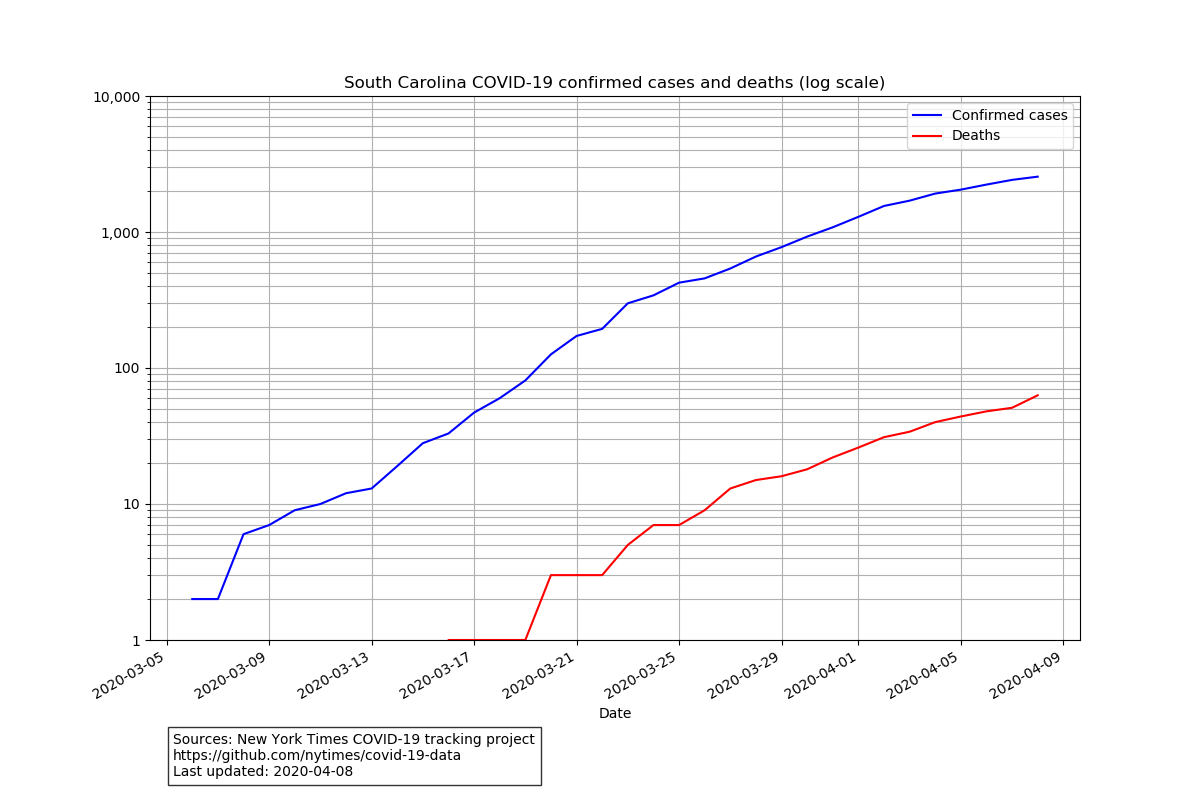 South Carolina COVID-19 confirmed cases and deaths (log scale)
10,000
1,000
100
10
1
Confirmed cases
Deaths
2020-03-05
2020-03-09
2020-03-13
2020-03-17
2020-03-21
2020-03-25
2020-03-29
2020-04-01
2020-04-05
2020-04-09
Date
Sources: New York Times COVID-19 tracking project
https://github.com/nytimes/covid-19-data
Last updated: 2020-04-08